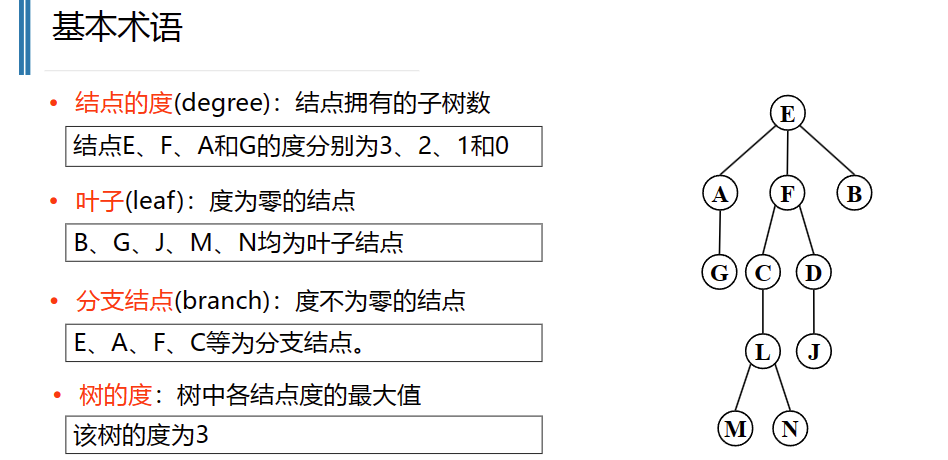 基本术语
• 结点的度(degree)：结点拥有的子树数
结点E、F、A和G的度分别为3、2、1和0
• 叶子(leaf)：度为零的结点
B、G、J、M、N均为叶子结点
• 分支结点(branch)：度不为零的结点
E、A、F、C等为分支结点。
• 树的度：树中各结点度的最大值
该树的度为3
E
A F B
G C D
L J
M N